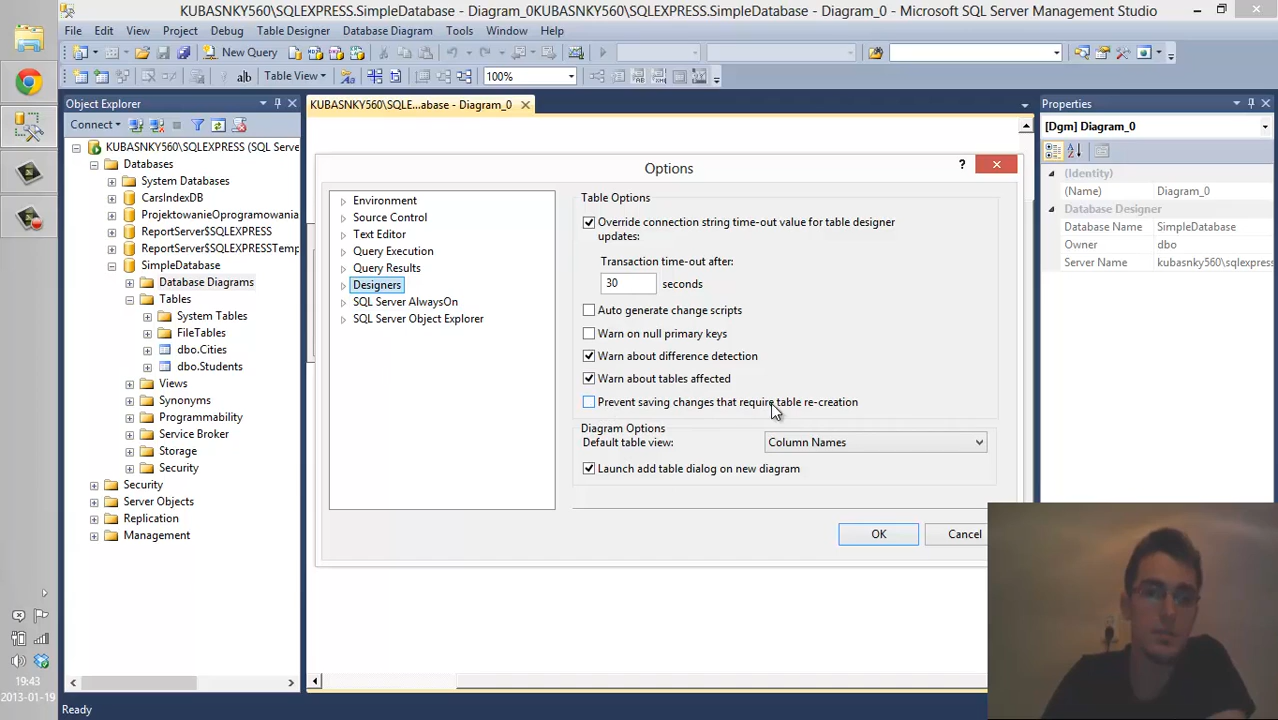 KUBASNKY560\SQLEXPRESS.SimpleDatabase - Diagram_0KUBASNKY560\SQLEXPRESS.SimpleDatabase - Diagram_0 - Microsoft SQL Server Management Studio
File Edit View Project Debug Table Designer Database Diagram Tools Window Help
New Query
Table View 100%
Object Explorer
KUBASNKY560\SQLE...abase - Diagram_0
Properties
Connect
[Dgm] Diagram_0
KUBASNKY560\SQLEXPRESS (SQL Serve
Databases
System Databases
CarsIndexDB
ProjektowanieOprogramowania
ReportServer$SQLEXPRESS
ReportServer$SQLEXPRESSTemp
SimpleDatabase
Database Diagrams
Tables
System Tables
FileTables
dbo.Cities
dbo.Students
Views
Synonyms
Programmability
Service Broker
Storage
Security
Security
Server Objects
Replication
Management
Options
?
Environment
Source Control
Text Editor
Query Execution
Query Results
Designers
SQL Server AlwaysOn
SQL Server Object Explorer
Table Options
Override connection string time-out value for table designer
updates:
Transaction time-out after:
30 seconds
Auto generate change scripts
Warn on null primary keys
Warn about difference detection
Warn about tables affected
Prevent saving changes that require table re-creation
Diagram Options
Default table view: Column Names
Launch add table dialog on new diagram
OK Cancel
(Identity)
(Name) Diagram_0
Database Designer
Database Name SimpleDatabase
Owner dbo
Server Name kubasnky560\sqlexpress
19:43
2013-01-19
Ready